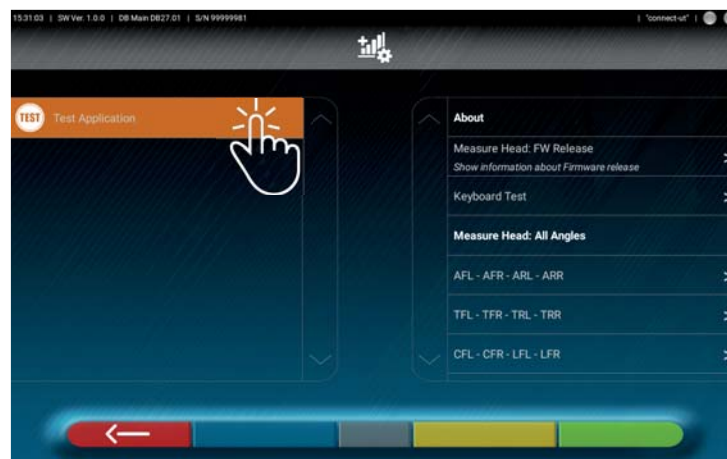 15:31:03 | SW Ver. 1.0.0 | DB Main DB27.01 | S/N 99999981 | "connect-ut" |
TEST Test Application
About
Measure Head: FW Release
Show information about Firmware release
Keyboard Test
Measure Head: All Angles
AFL - AFR - ARL - ARR
TFL - TFR - TRL - TRR
CFL - CFR - LFL - LFR